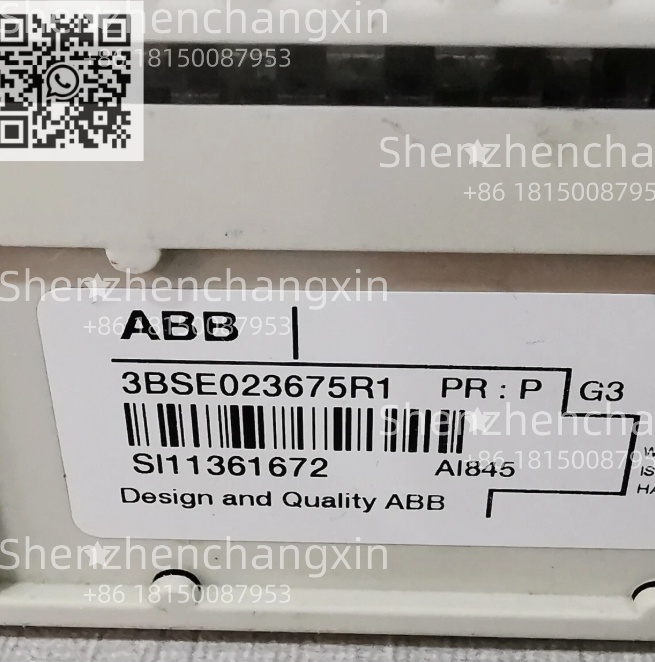 Shenzhenchangxin
+86 18150087953
Shenzhencha
+86 1815008795
Shenzhenchangxin
+86 18150087953
ABB
3BSE023675R1 PR : P G3
Shenzhencha
SI11361672 AI845
+86 1815008795
Design and Quality ABB
Shenzhenchangxin
+86 18150087953